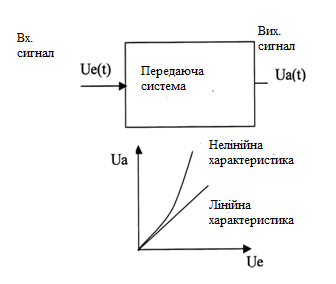 Вх.
сигнал
Ue(t)
Передаюча
система
Вих.
сигнал
Ua(t)
Ua
Нелінійна
характеристика
Лінійна
характеристика
Ue